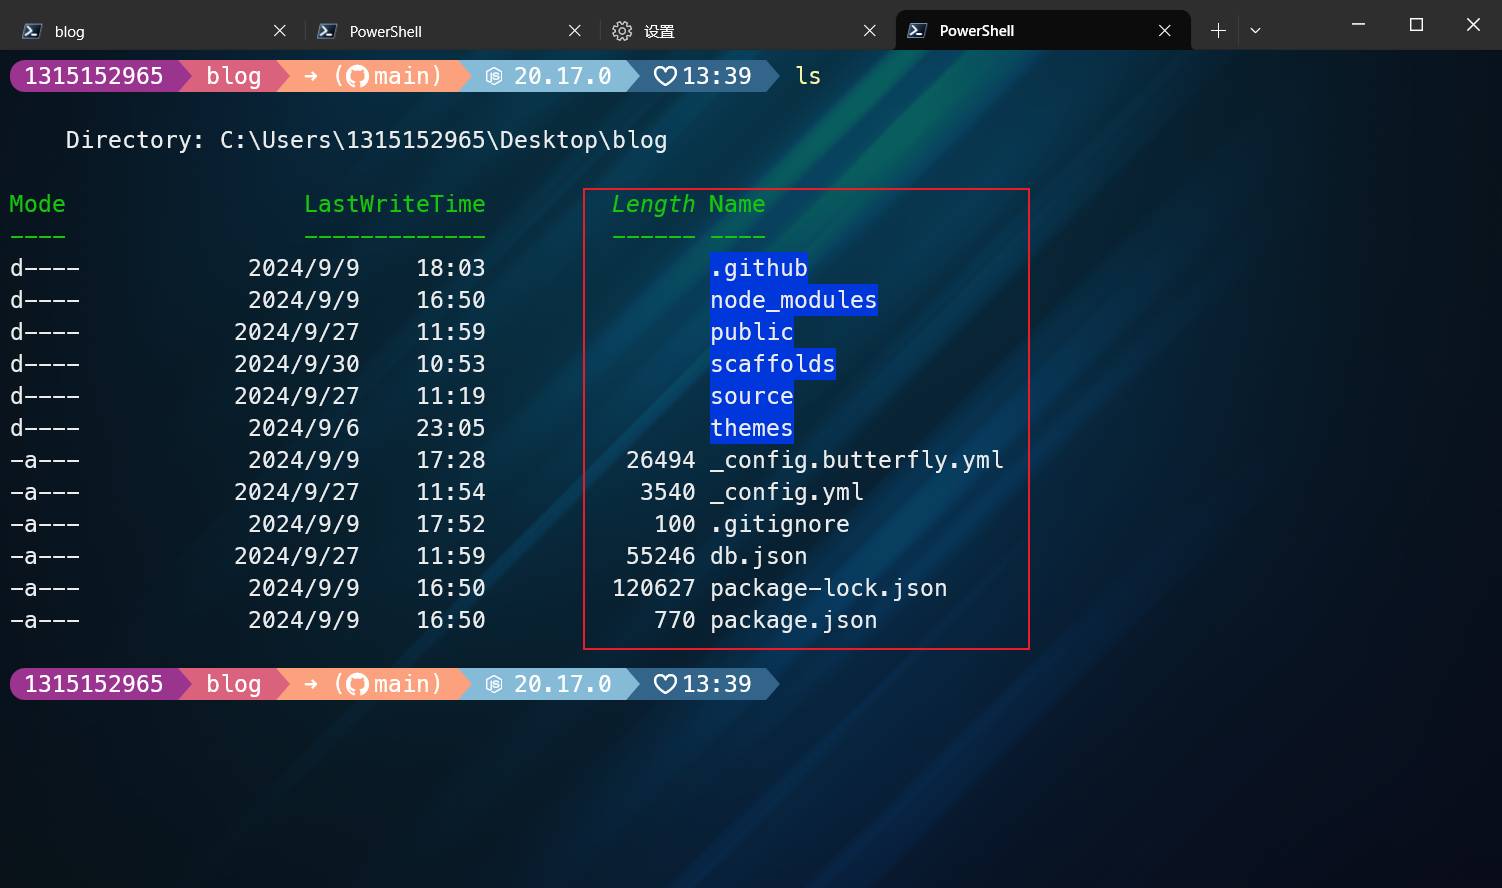 blog PowerShell 设置 PowerShell
1315152965 blog → (main) 20.17.0 13:39 ls
Directory: C:\Users\1315152965\Desktop\blog
Mode LastWriteTime Length Name
---- ------------- ------ ----
d---- 2024/9/9 18:03 .github
d---- 2024/9/9 16:50 node_modules
d---- 2024/9/27 11:59 public
d---- 2024/9/30 10:53 scaffolds
d---- 2024/9/27 11:19 source
d---- 2024/9/6 23:05 themes
-a--- 2024/9/9 17:28 26494 _config.butterfly.yml
-a--- 2024/9/27 11:54 3540 _config.yml
-a--- 2024/9/9 17:52 100 .gitignore
-a--- 2024/9/27 11:59 55246 db.json
-a--- 2024/9/9 16:50 120627 package-lock.json
-a--- 2024/9/9 16:50 770 package.json
1315152965 blog → (main) 20.17.0 13:39